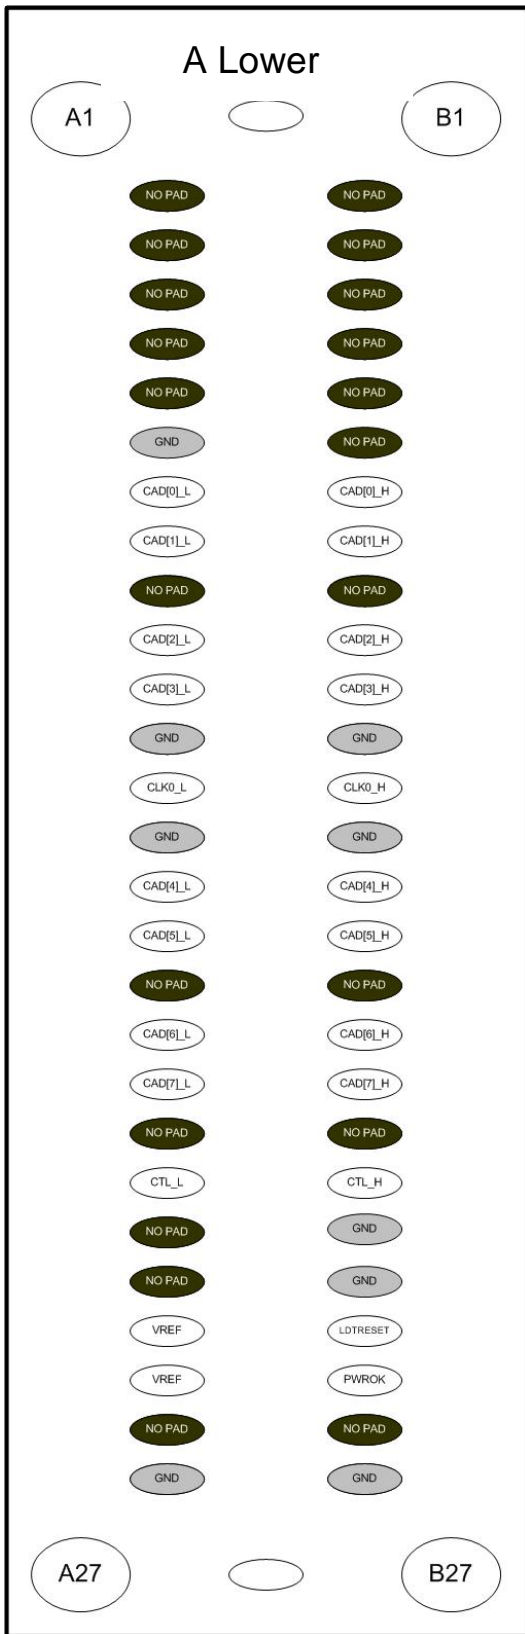 A Lower
A1 B1
NO PAD NO PAD
NO PAD NO PAD
NO PAD NO PAD
NO PAD NO PAD
NO PAD NO PAD
GND NO PAD
CAD[0]_L CAD[0]_H
CAD[1]_L CAD[1]_H
NO PAD NO PAD
CAD[2]_L CAD[2]_H
CAD[3]_L CAD[3]_H
GND GND
CLK0_L CLK0_H
GND GND
CAD[4]_L CAD[4]_H
CAD[5]_L CAD[5]_H
NO PAD NO PAD
CAD[6]_L CAD[6]_H
CAD[7]_L CAD[7]_H
NO PAD NO PAD
CTL_L CTL_H
NO PAD GND
NO PAD GND
VREF LDTRESET
VREF PWROK
NO PAD NO PAD
GND GND
A27 B27